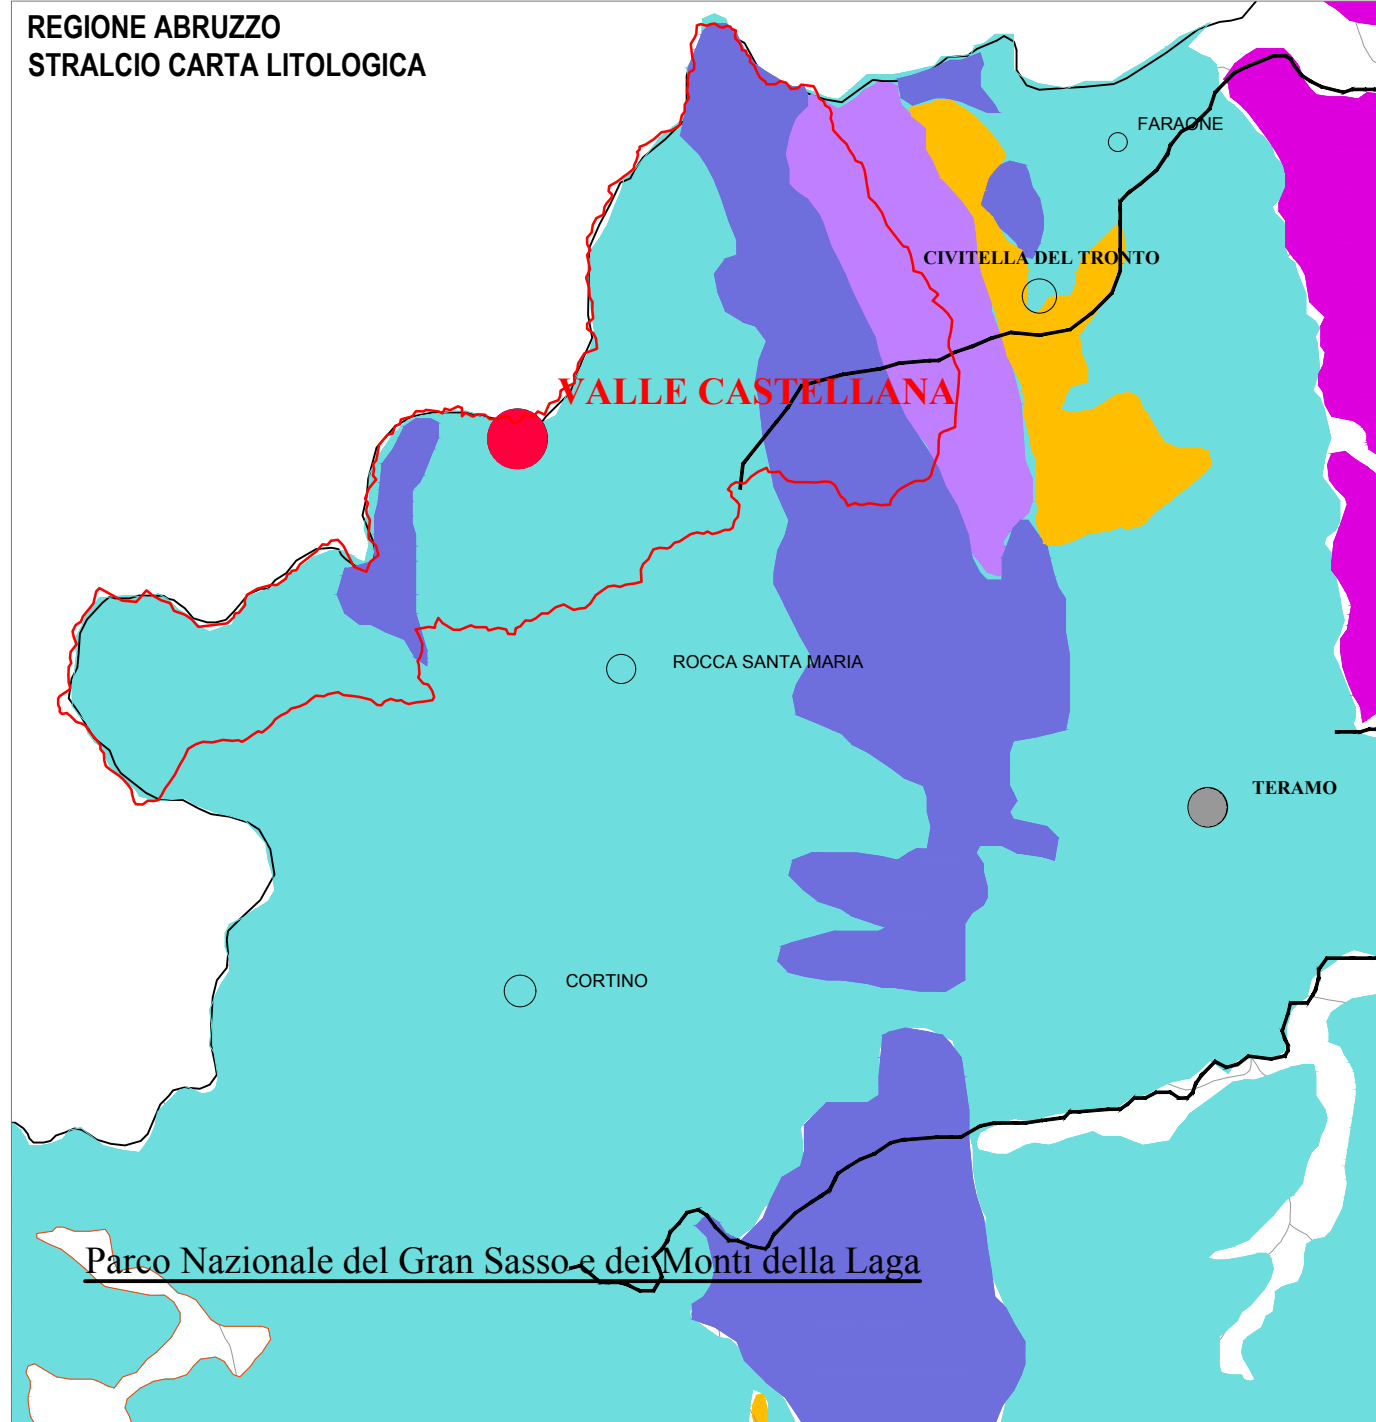 REGIONE ABRUZZO
STRALCIO CARTA LITOLOGICA
FARAONE
CIVITELLA DEL TRONTO
VALLE CASTELLANA
ROCCA SANTA MARIA
TERAMO
CORTINO
Parco Nazionale del Gran Sasso e dei Monti della Laga